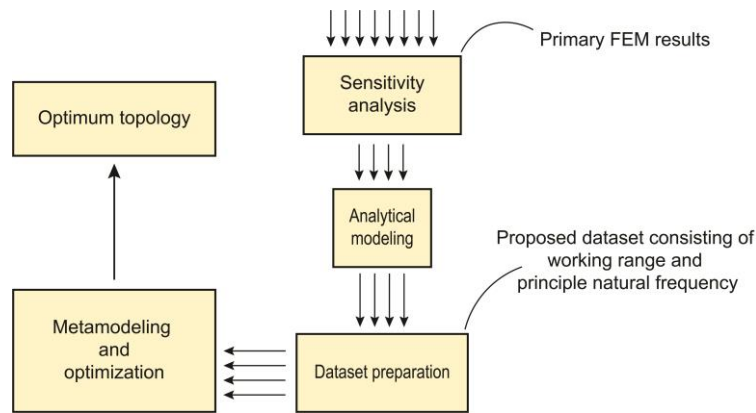 Primary FEM results
Sensitivity
analysis
Optimum topology
Analytical
modeling
Proposed dataset consisting of
working range and
principle natural frequency
Metamodeling
and
optimization
Dataset preparation